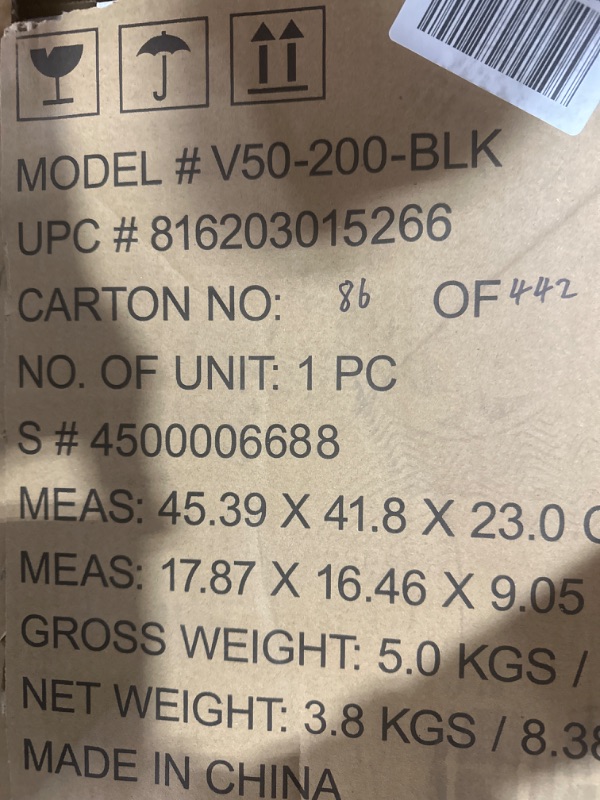 MODEL # V50-200-BLK
UPC # 816203015266
CARTON NO: 86 OF 442
NO. OF UNIT: 1 PC
S # 4500006688
MEAS: 45.39 X 41.8 X 23.0 C
MEAS: 17.87 X 16.46 X 9.05
GROSS WEIGHT: 5.0 KGS /
NET WEIGHT: 3.8 KGS / 8.38
MADE IN CHINA